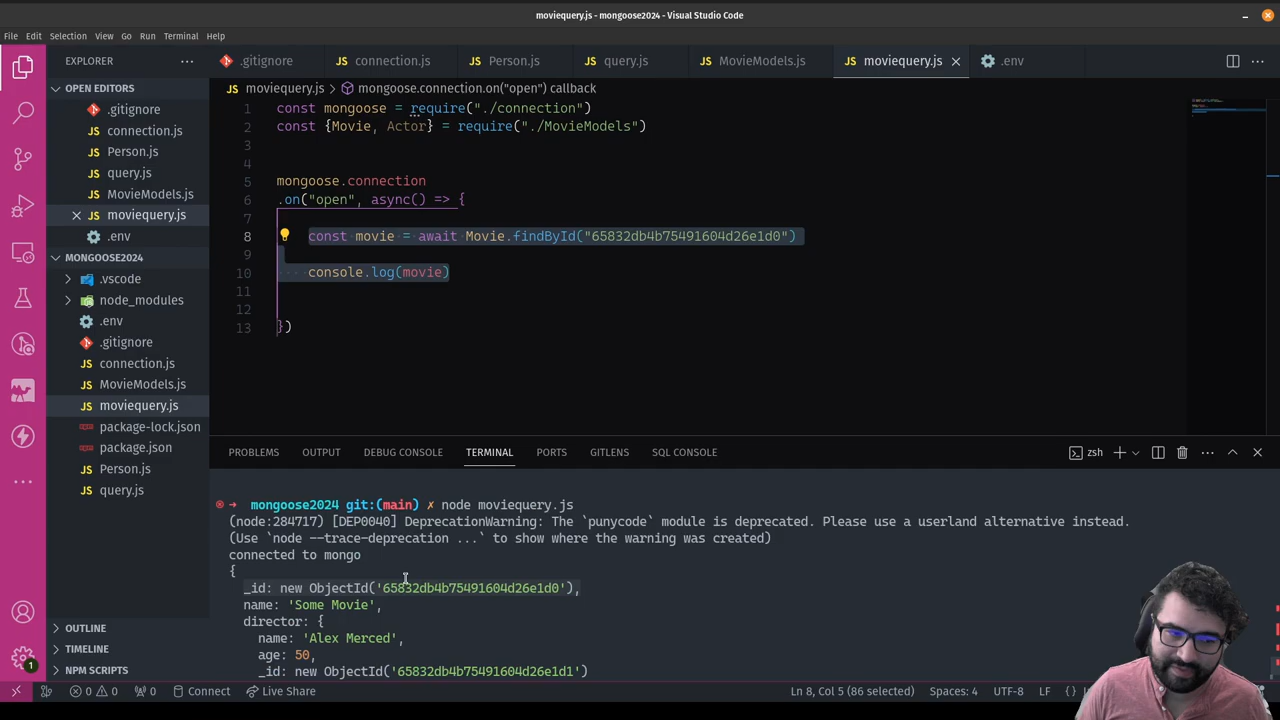 moviequery.js - mongoose2024 - Visual Studio Code
File Edit Selection View Go Run Terminal Help
EXPLORER
.gitignore connection.js Person.js query.js MovieModels.js moviequery.js .env
OPEN EDITORS
.gitignore
connection.js
Person.js
query.js
MovieModels.js
moviequery.js
.env
MONGOOSE2024
.vscode
node_modules
.env
.gitignore
connection.js
MovieModels.js
moviequery.js
package-lock.json
package.json
Person.js
query.js
OUTLINE
TIMELINE
NPM SCRIPTS
moviequery.js > mongoose.connection.on("open") callback
1 const mongoose = require("./connection")
2 const {Movie, Actor} = require("./MovieModels")
3
4
5 mongoose.connection
6 .on("open", async() => {
7
8 const movie = await Movie.findById("65832db4b75491604d26e1d0")
9
10 console.log(movie)
11
12
13 })
PROBLEMS OUTPUT DEBUG CONSOLE TERMINAL PORTS GITLENS SQL CONSOLE zsh
→ mongoose2024 git:(main) ✗ node moviequery.js
(node:284717) [DEP0040] DeprecationWarning: The `punycode` module is deprecated. Please use a userland alternative instead.
(Use `node --trace-deprecation ...` to show where the warning was created)
connected to mongo
{
_id: new ObjectId('65832db4b75491604d26e1d0'),
name: 'Some Movie',
director: {
name: 'Alex Merced',
age: 50,
_id: new ObjectId('65832db4b75491604d26e1d1')
1 0 0 0 Connect Live Share Ln 8, Col 5 (86 selected) Spaces: 4 UTF-8 LF {}